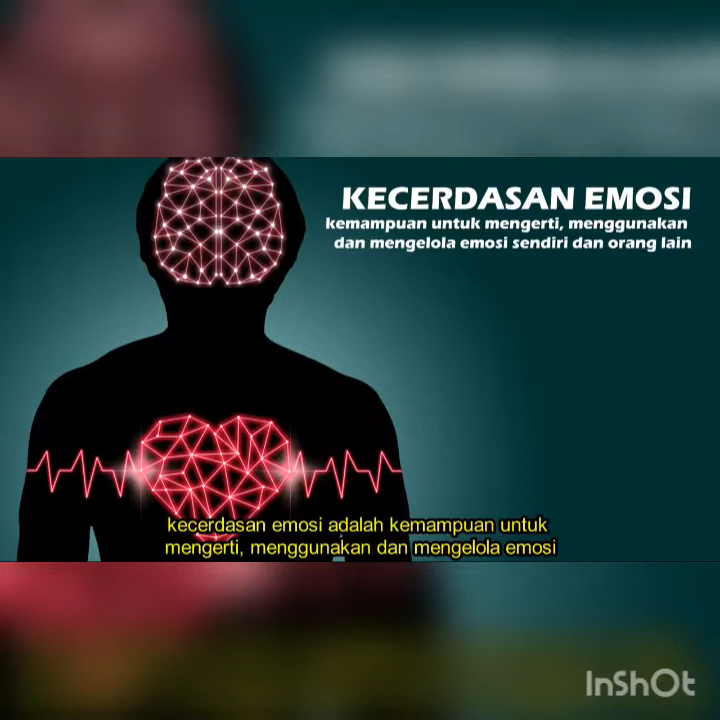 KECERDASAN EMOSI
kemampuan untuk mengerti, menggunakan
dan mengelola emosi sendiri dan orang lain
kecerdasan emosi adalah kemampuan untuk
mengerti, menggunakan dan mengelola emosi
InShOt